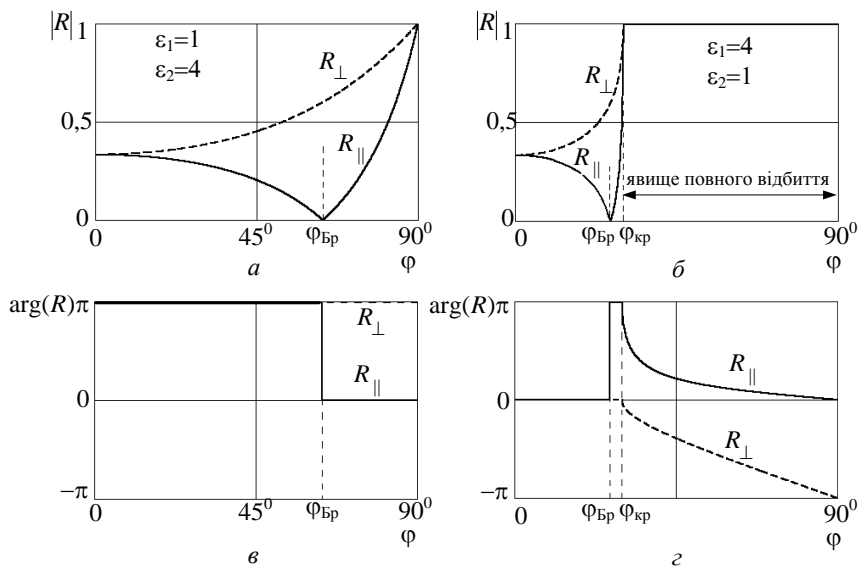 |R| 1
ε₁=1
ε₂=4
R⊥
0,5
R||
0
0
45⁰
φБр
90⁰
φ
а
|R| 1
ε₁=4
ε₂=1
R⊥
0,5
R||
явище повного відбиття
0
0
φБр
φкр
90⁰
φ
б
arg(R)π
R⊥
R||
0
−π
0
45⁰
φБр
90⁰
φ
в
arg(R)π
R||
0
R⊥
−π
0
φБр
φкр
90⁰
φ
г